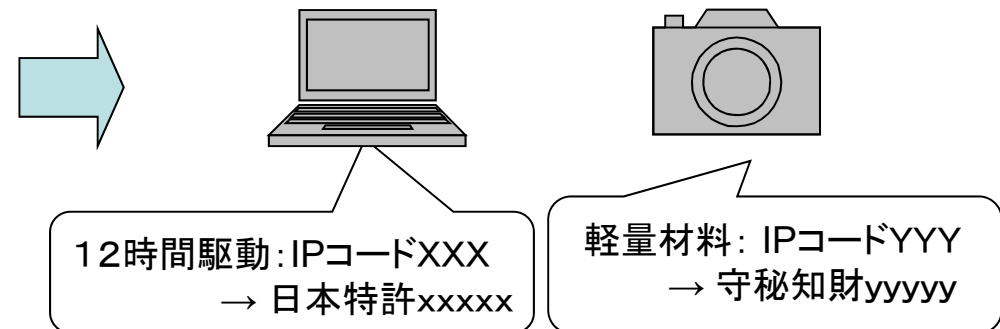 １２時間駆動：IPコードXXX
→ 日本特許xxxxx
軽量材料： IPコードYYY
→ 守秘知財yyyyy